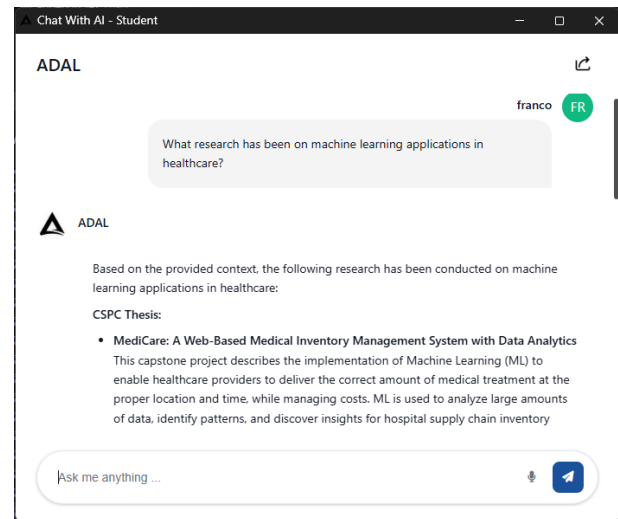 Chat With AI - Student
ADAL
franco
FR
What research has been on machine learning applications in
healthcare?
ADAL
Based on the provided context, the following research has been conducted on machine
learning applications in healthcare:
CSPC Thesis:
• MediCare: A Web-Based Medical Inventory Management System with Data Analytics
This capstone project describes the implementation of Machine Learning (ML) to
enable healthcare providers to deliver the correct amount of medical treatment at the
proper location and time, while managing costs. ML is used to analyze large amounts
of data, identify patterns, and discover insights for hospital supply chain inventory
Ask me anything ...